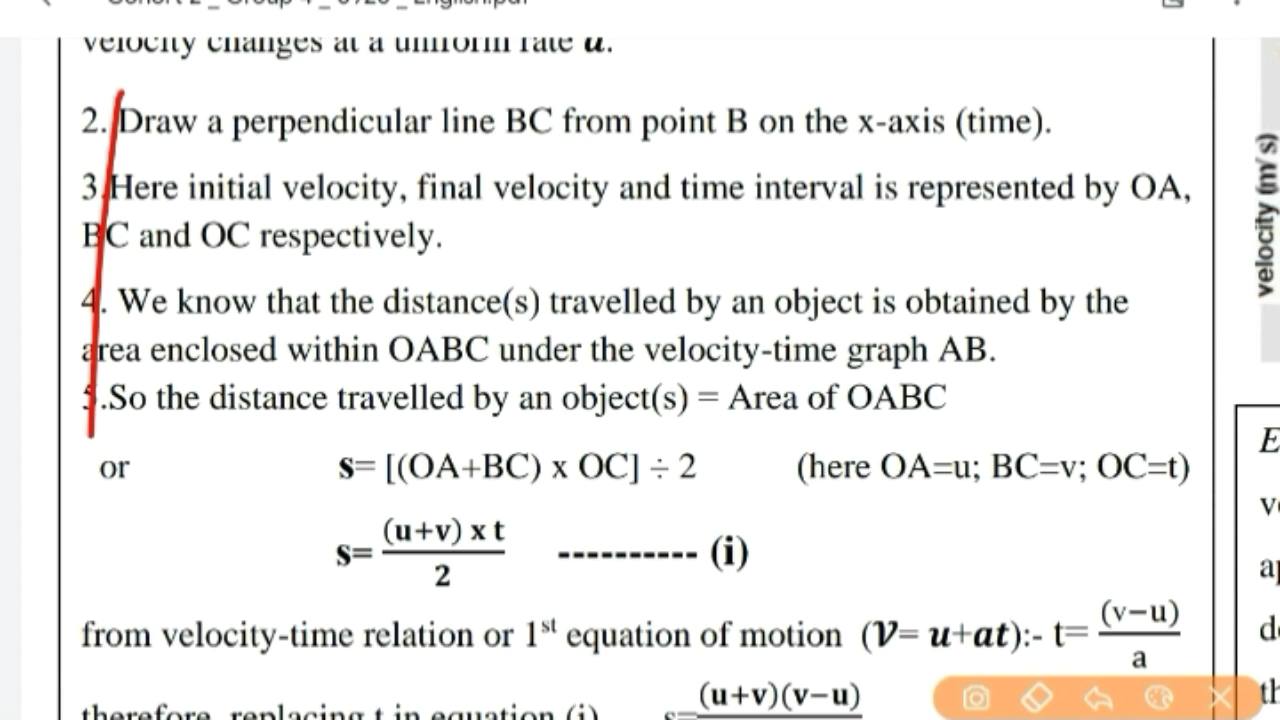 velocity changes at a uniform rate u.
2. Draw a perpendicular line BC from point B on the x-axis (time).
3.Here initial velocity, final velocity and time interval is represented by OA,
BC and OC respectively.
4. We know that the distance(s) travelled by an object is obtained by the
area enclosed within OABC under the velocity-time graph AB.
5.So the distance travelled by an object(s) = Area of OABC
or s= [(OA+BC) x OC] ÷ 2 (here OA=u; BC=v; OC=t)
s= (u+v) x t / 2 ---------- (i)
from velocity-time relation or 1st equation of motion (V= u+at):- t= (v−u) / a
therefore, replacing t in equation (i) s= (u+v)(v−u)
velocity (m/s)